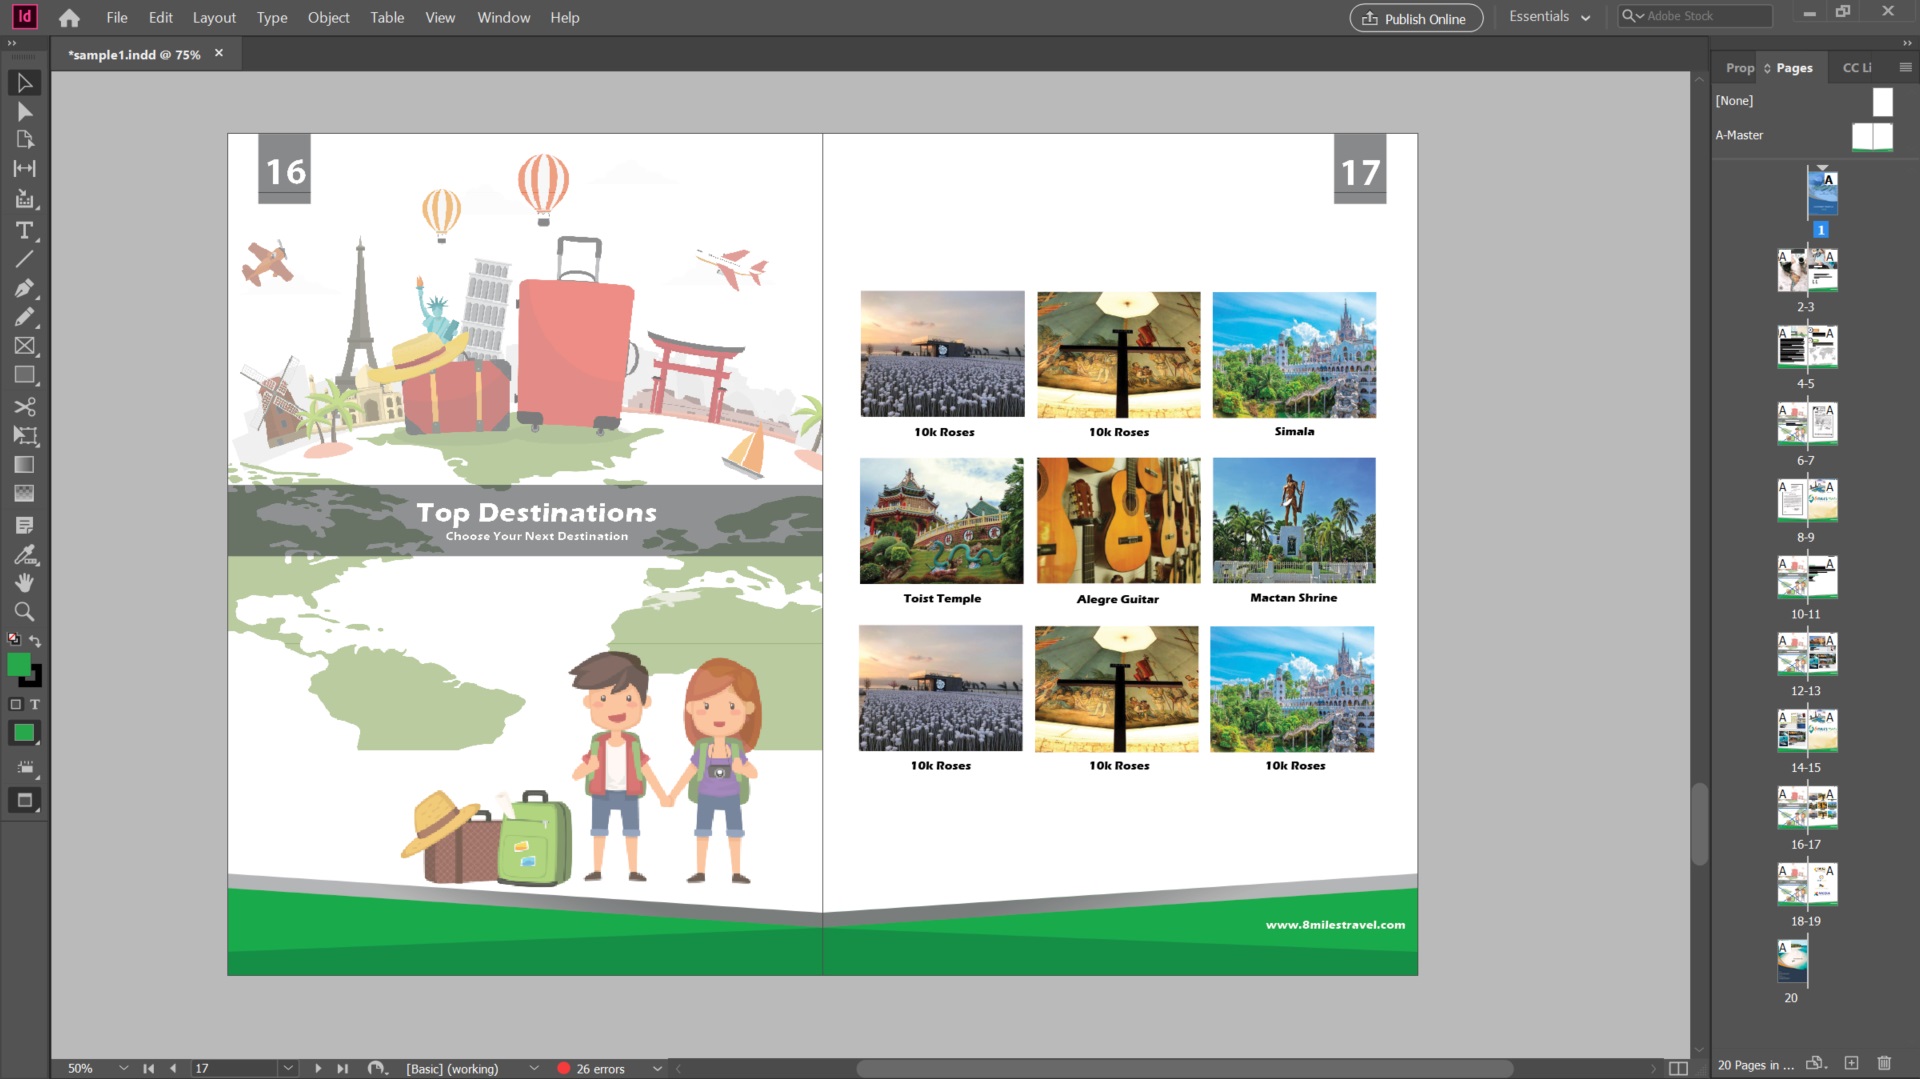 Id
File Edit Layout Type Object Table View Window Help
Publish Online
Essentials
Adobe Stock
*sample1.indd @ 75%
Prop
Pages
CC Li
[None]
A-Master
16
17
Top Destinations
Choose Your Next Destination
10k Roses
10k Roses
Simala
Toist Temple
Alegre Guitar
Mactan Shrine
10k Roses
10k Roses
10k Roses
www.8milestravel.com
A
1
A A
2-3
A A
4-5
A A
6-7
A A
8-9
A A
10-11
A A
12-13
A A
14-15
A A
16-17
A A
18-19
A
20
T
T
50%
17
[Basic] (working)
26 errors
20 Pages in ...